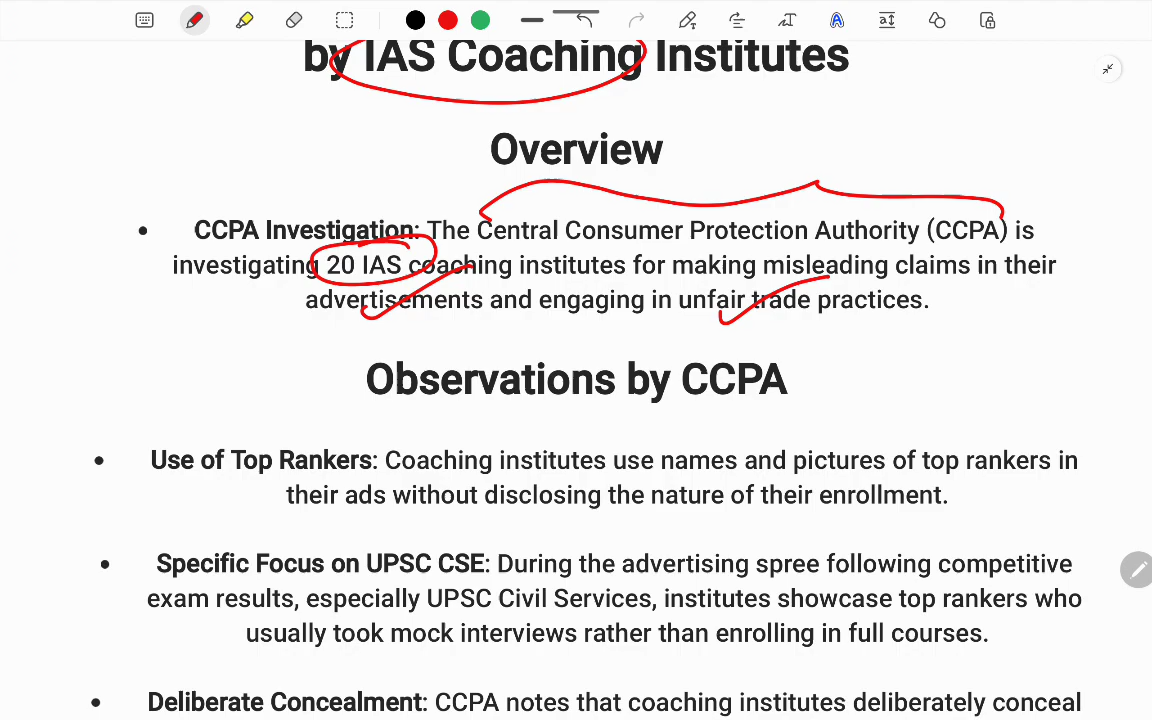 by IAS Coaching Institutes
Overview
• CCPA Investigation: The Central Consumer Protection Authority (CCPA) is
investigating 20 IAS coaching institutes for making misleading claims in their
advertisements and engaging in unfair trade practices.
Observations by CCPA
• Use of Top Rankers: Coaching institutes use names and pictures of top rankers in
their ads without disclosing the nature of their enrollment.
• Specific Focus on UPSC CSE: During the advertising spree following competitive
exam results, especially UPSC Civil Services, institutes showcase top rankers who
usually took mock interviews rather than enrolling in full courses.
• Deliberate Concealment: CCPA notes that coaching institutes deliberately conceal